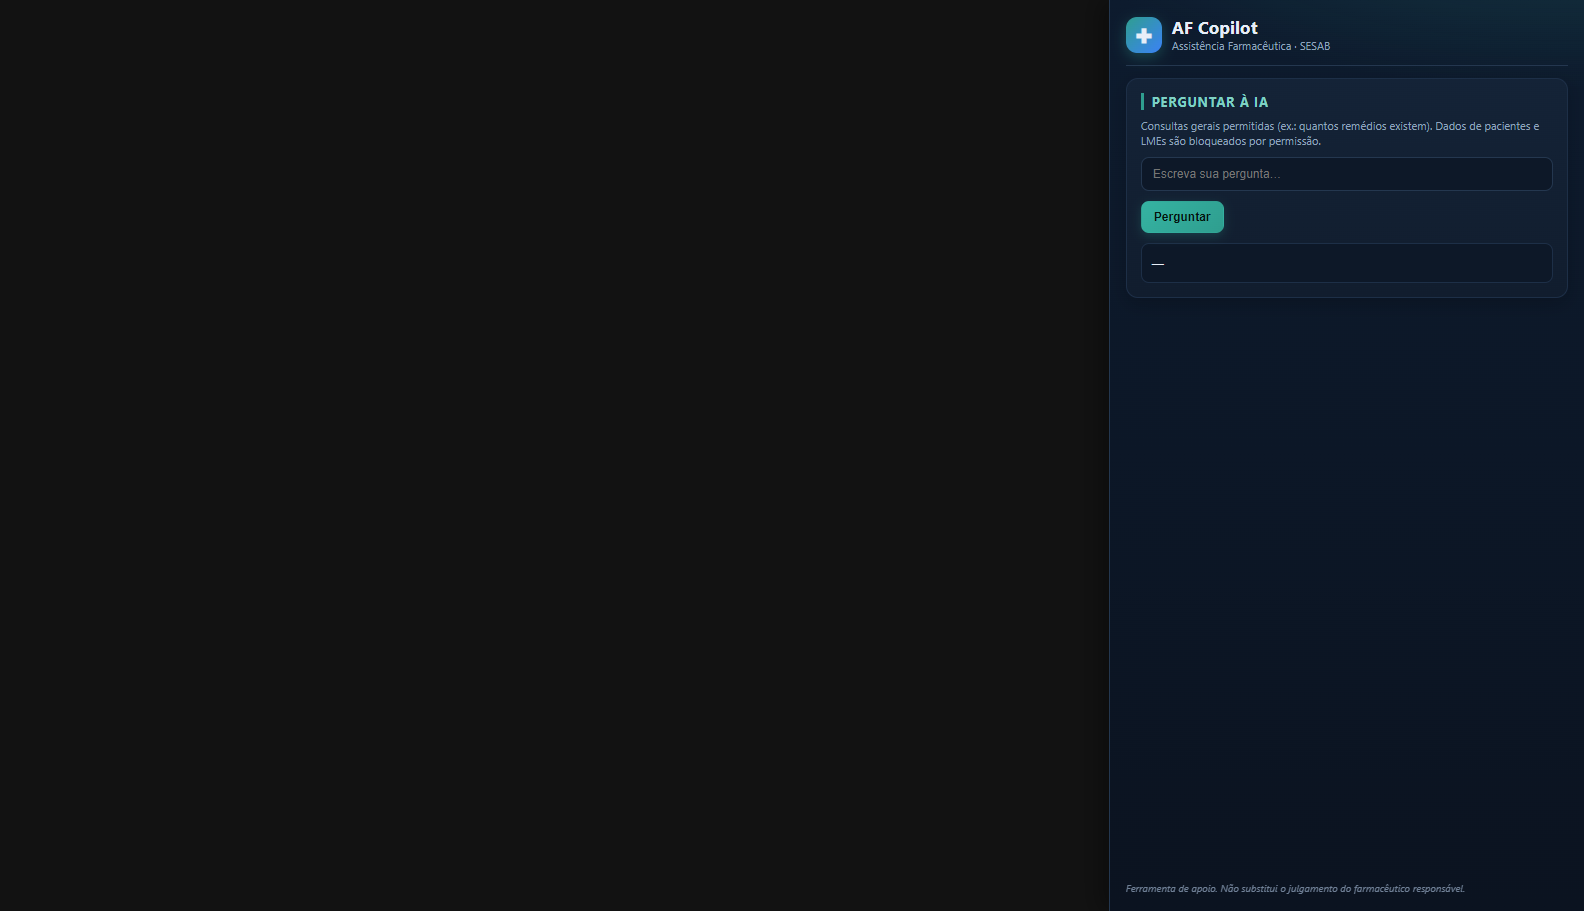 AF Copilot
Assistência Farmacêutica · SESAB
PERGUNTAR À IA
Consultas gerais permitidas (ex.: quantos remédios existem). Dados de pacientes e
LMEs são bloqueados por permissão.
Escreva sua pergunta...
Perguntar
—
Ferramenta de apoio. Não substitui o julgamento do farmacêutico responsável.